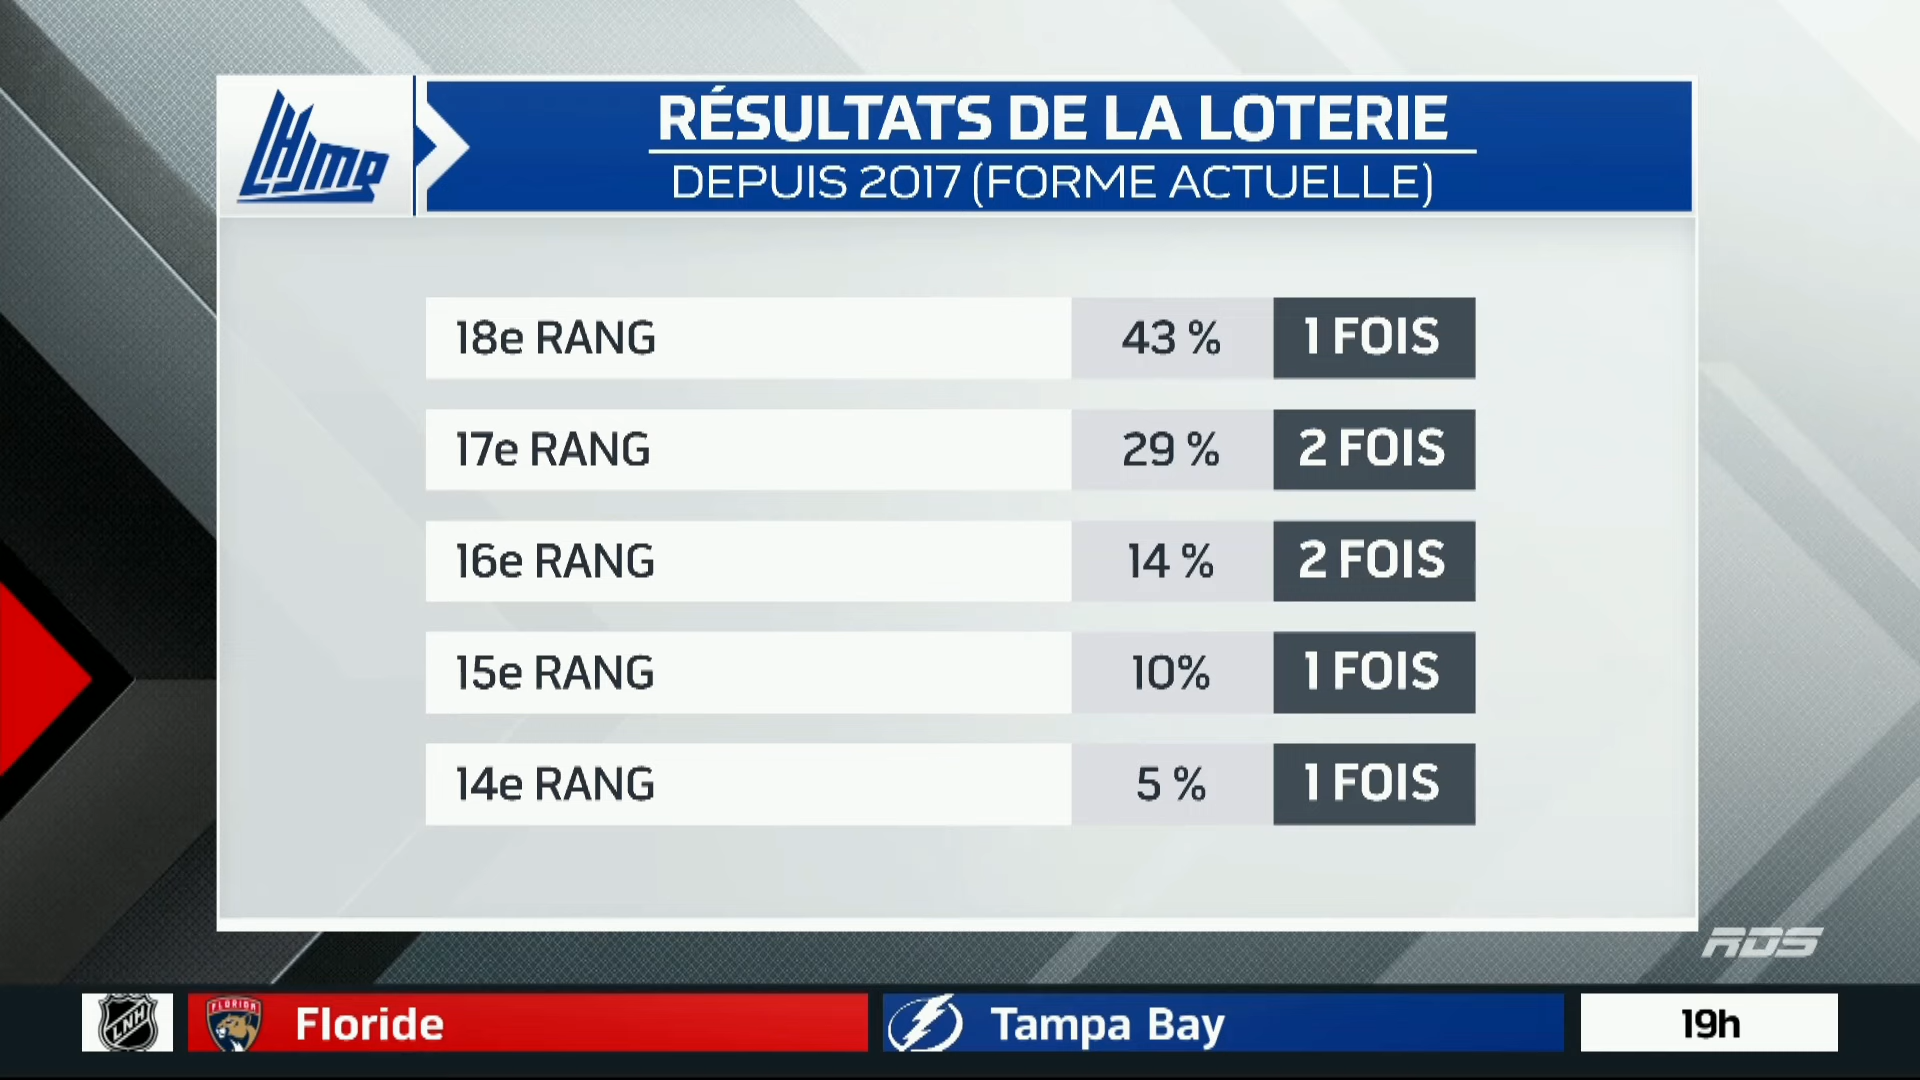 LHJMQ
RÉSULTATS DE LA LOTERIE
DEPUIS 2017 (FORME ACTUELLE)
18e RANG 43 % 1 FOIS
17e RANG 29 % 2 FOIS
16e RANG 14 % 2 FOIS
15e RANG 10% 1 FOIS
14e RANG 5 % 1 FOIS
RDS
LNH FLORIDA Floride Tampa Bay 19h